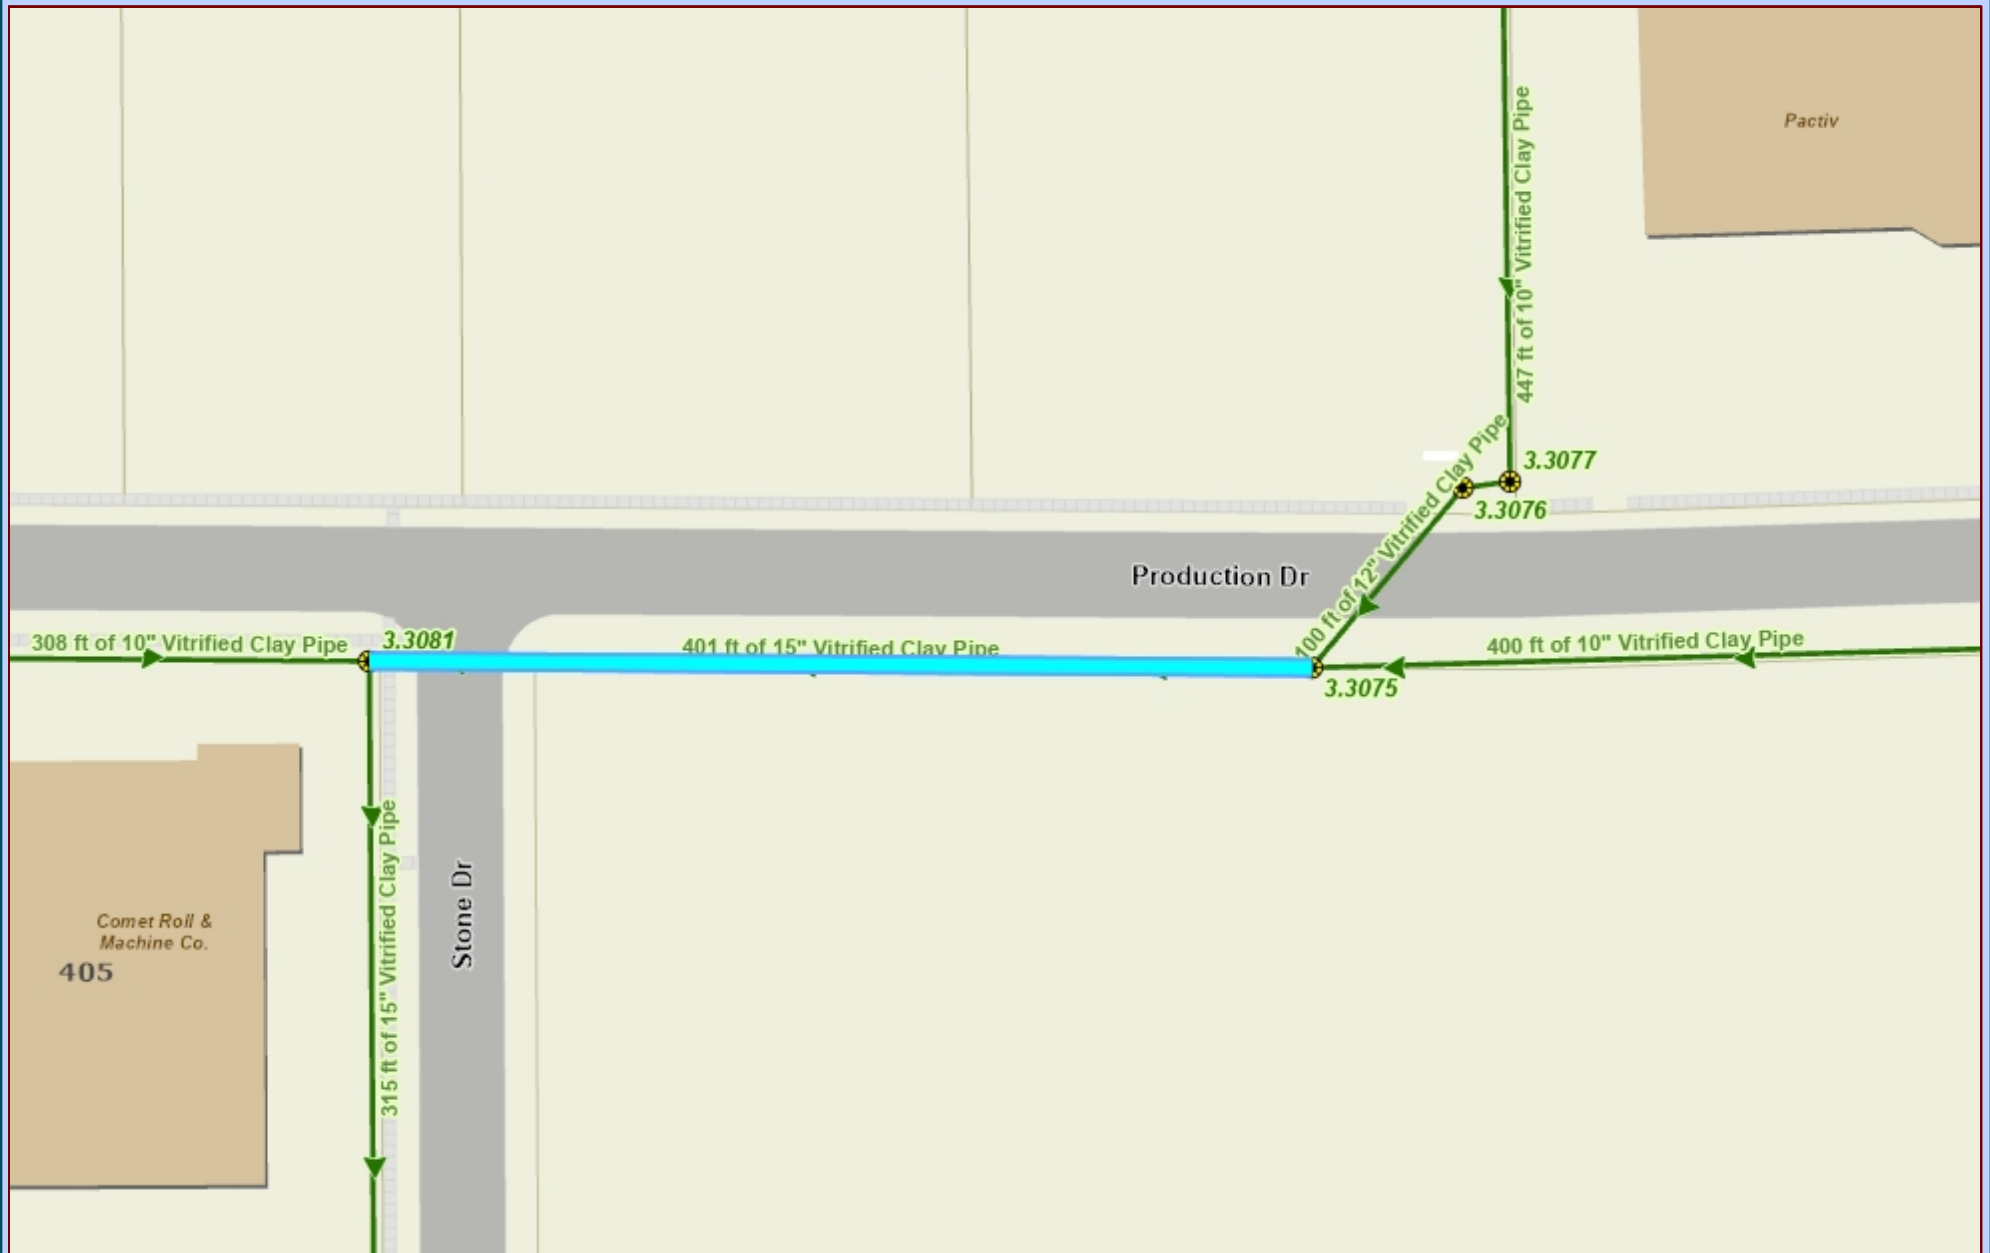 Pactiv
447 ft of 10" Vitrified Clay Pipe
3.3077
3.3076
100 ft of 12" Vitrified Clay Pipe
Production Dr
308 ft of 10" Vitrified Clay Pipe
3.3081
401 ft of 15" Vitrified Clay Pipe
400 ft of 10" Vitrified Clay Pipe
3.3075
315 ft of 15" Vitrified Clay Pipe
Stone Dr
Comet Roll &
Machine Co.
405